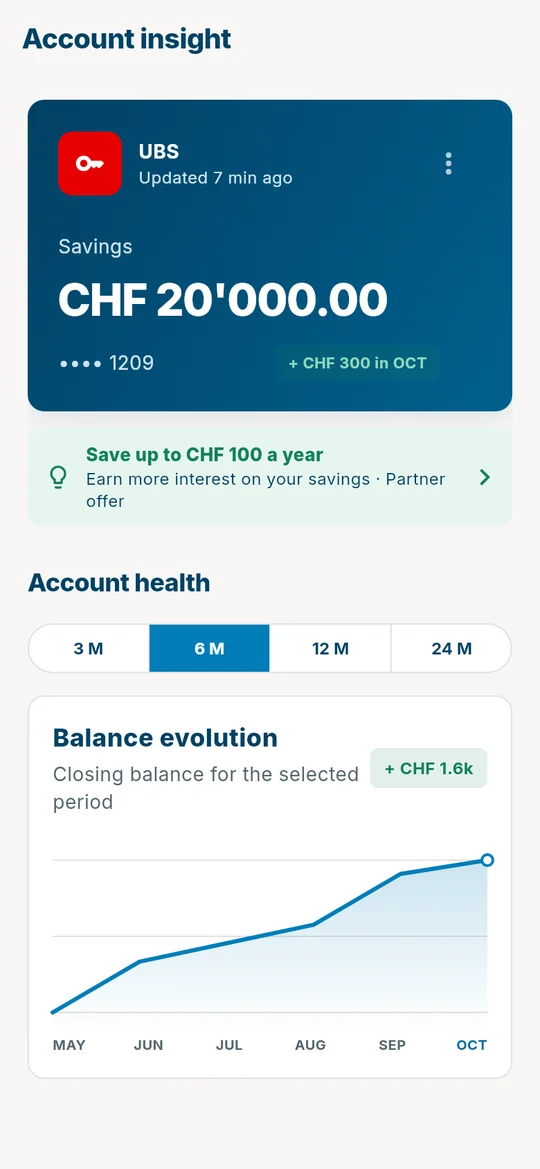 Account insight
UBS
Updated 7 min ago
Savings
CHF 20'000.00
•••• 1209
+ CHF 300 in OCT
Save up to CHF 100 a year
Earn more interest on your savings · Partner
offer
Account health
3 M
6 M
12 M
24 M
Balance evolution
Closing balance for the selected
period
+ CHF 1.6k
MAY
JUN
JUL
AUG
SEP
OCT